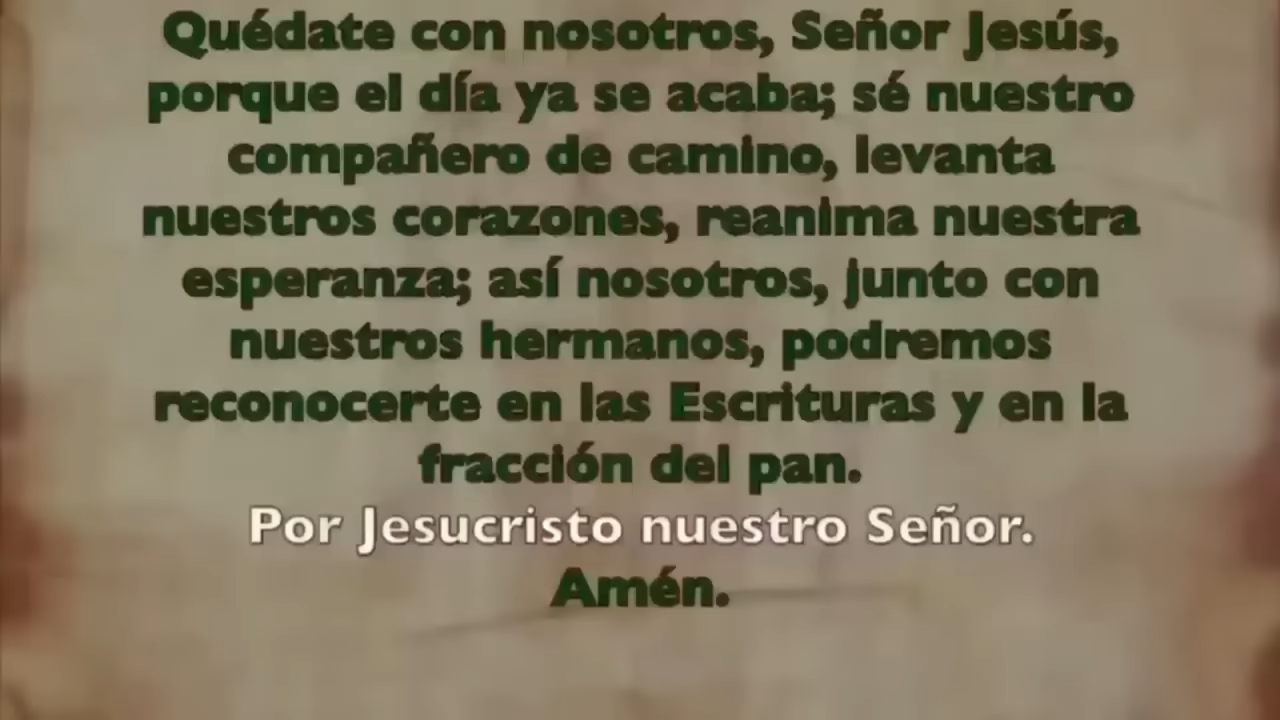 Quédate con nosotros, Señor Jesús,
porque el día ya se acaba; sé nuestro
compañero de camino, levanta
nuestros corazones, reanima nuestra
esperanza; así nosotros, junto con
nuestros hermanos, podremos
reconocerte en las Escrituras y en la
fracción del pan.
Por Jesucristo nuestro Señor.
Amén.